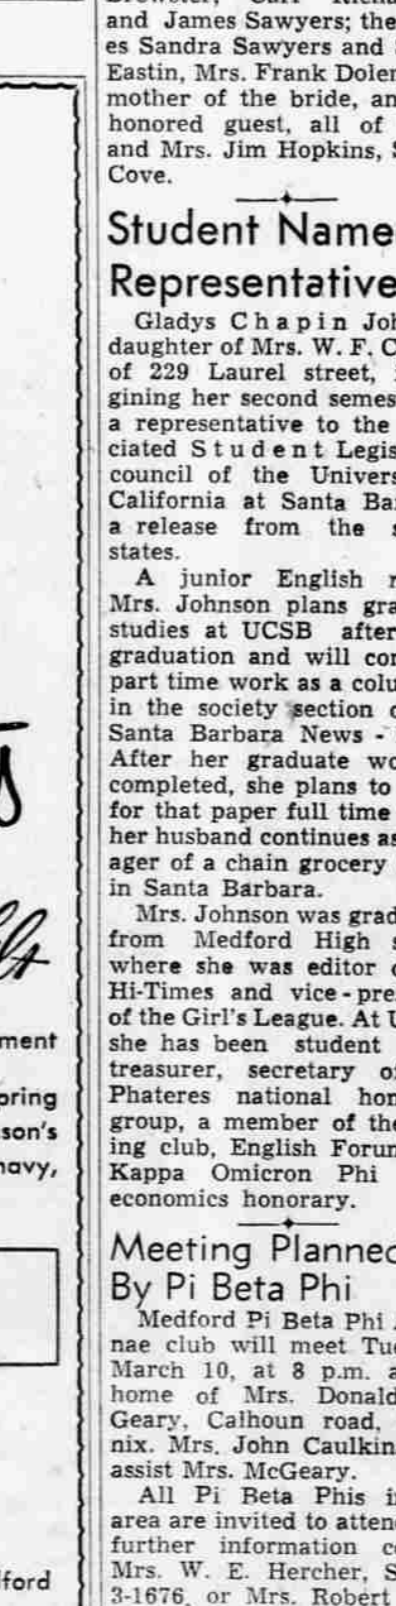 and James Sawyers; the
es Sandra Sawyers and
Eastin, Mrs. Frank Doler
mother of the bride, an
honored guest, all of
and Mrs. Jim Hopkins, S
Cove.
Student Name
Representative
Gladys Chapin Joh
daughter of Mrs. W. F. C
of 229 Laurel street,
gining her second semes
a representative to the
ciated Student Legis
council of the Univers
California at Santa Ba
a release from the s
states.
A junior English
Mrs. Johnson plans gra
studies at UCSB after
graduation and will con
part time work as a colu
in the society section
Santa Barbara News -
After her graduate wo
completed, she plans to
for that paper full time
her husband continues as
ager of a chain grocery
in Santa Barbara.
Mrs. Johnson was grad
from Medford High s
where she was editor
Hi-Times and vice-pre
of the Girl's League. At U
she has been student
treasurer, secretary of
Phateres national hon
group, a member of the
ing club, English Forum
Kappa Omicron Phi
economics honorary.
Meeting Planned
By Pi Beta Phi
Medford Pi Beta Phi
nae club will meet Tue
March 10, at 8 p.m. a
home of Mrs. Donald
Geary, Calhoun road,
nix. Mrs. John Caulkin
assist Mrs. McGeary.
All Pi Beta Phis i
area are invited to atten
further information c
Mrs. W. E. Hercher, S
3-1676, or Mrs. Robert
ment
oring
son's
navy,
ford